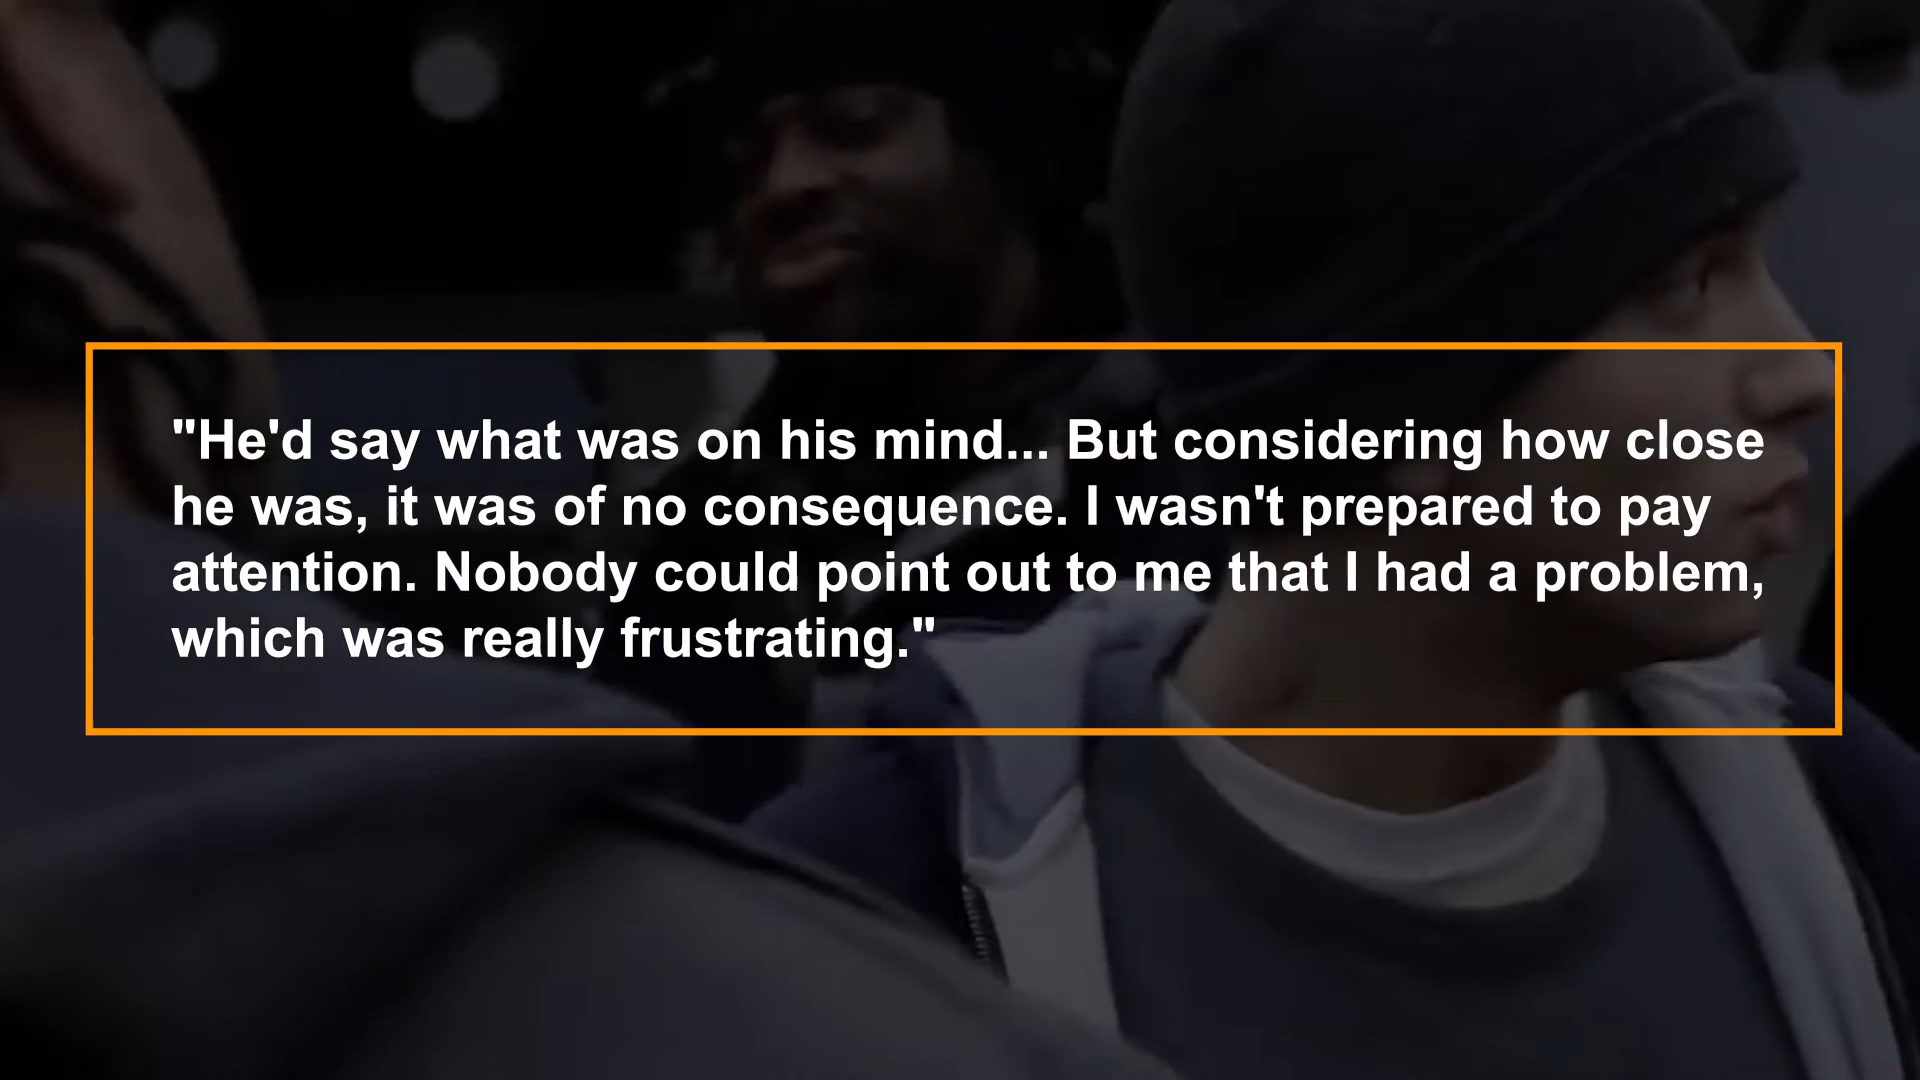 "He'd say what was on his mind... But considering how close
he was, it was of no consequence. I wasn't prepared to pay
attention. Nobody could point out to me that I had a problem,
which was really frustrating."